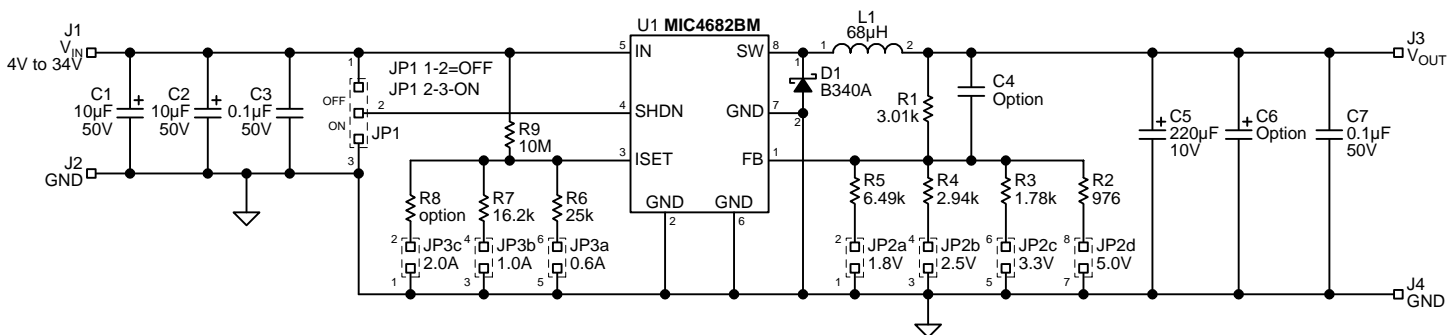 J1
VIN
4V to 34V
C1
10µF
50V
C2
10µF
50V
C3
0.1µF
50V
J2
GND
1
OFF
ON
2
JP1
3
JP1 1-2=OFF
JP1 2-3-ON
R9
10M
R8
option
R7
16.2k
R6
25k
2
JP3c
2.0A
1
4
JP3b
1.0A
3
6
JP3a
0.6A
5
U1 MIC4682BM
5
IN
SW
8
4
SHDN
GND
7
3
ISET
FB
1
GND
2
GND
6
L1
1
2
68µH
1
D1
B340A
2
R1
3.01k
C4
Option
R5
6.49k
R4
2.94k
R3
1.78k
R2
976
2
JP2a
1.8V
1
4
JP2b
2.5V
3
6
JP2c
3.3V
5
8
JP2d
5.0V
7
C5
220µF
10V
C6
Option
C7
0.1µF
50V
J3
VOUT
J4
GND